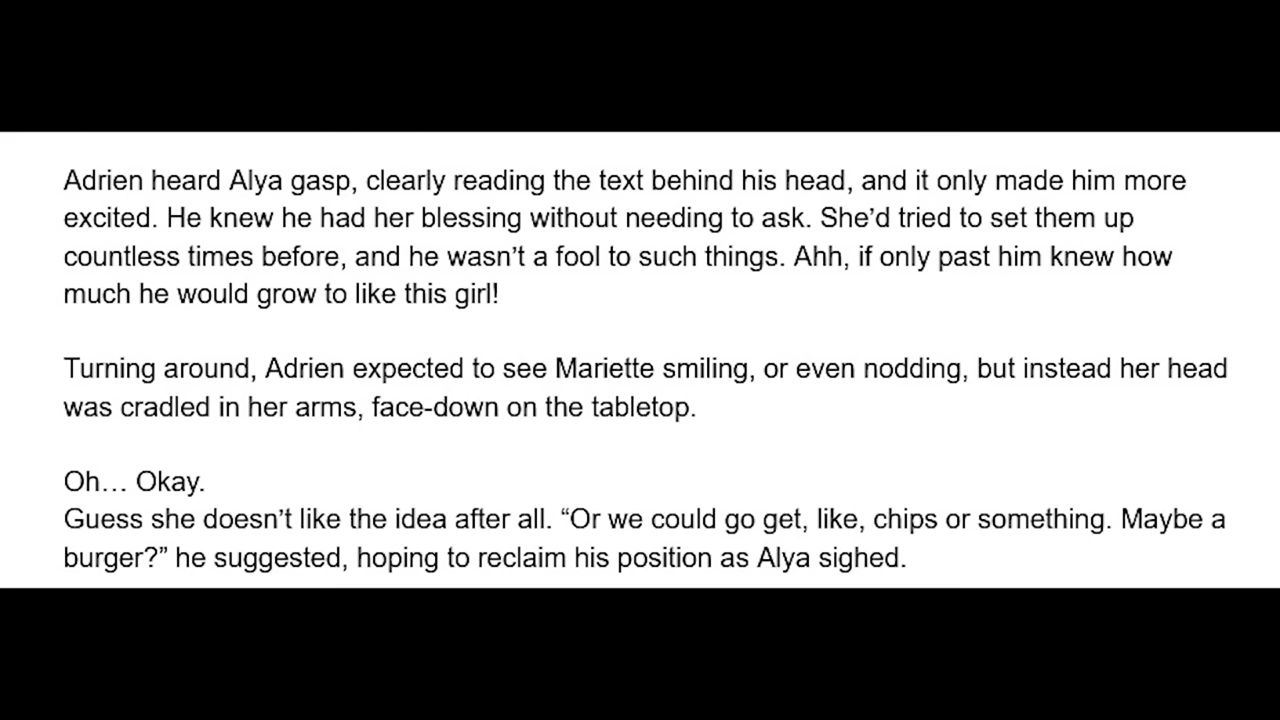 Adrien heard Alya gasp, clearly reading the text behind his head, and it only made him more
excited. He knew he had her blessing without needing to ask. She’d tried to set them up
countless times before, and he wasn’t a fool to such things. Ahh, if only past him knew how
much he would grow to like this girl!
Turning around, Adrien expected to see Mariette smiling, or even nodding, but instead her head
was cradled in her arms, face-down on the tabletop.
Oh… Okay.
Guess she doesn’t like the idea after all. “Or we could go get, like, chips or something. Maybe a
burger?” he suggested, hoping to reclaim his position as Alya sighed.